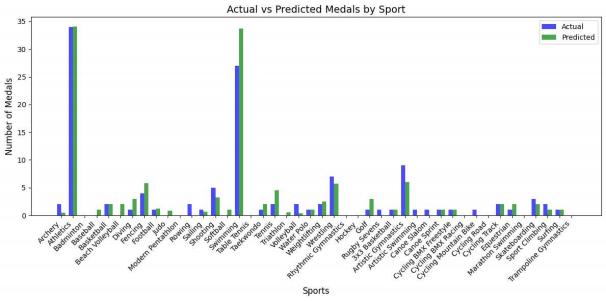 Actual vs Predicted Medals by Sport
Actual
Predicted
Number of Medals
35
30
25
20
15
10
5
0
Archery
Athletics
Badminton
Baseball
Basketball
Beach Volleyball
Diving
Fencing
Football
Judo
Modern Pentathlon
Rowing
Sailing
Shooting
Softball
Swimming
Table Tennis
Taekwondo
Tennis
Triathlon
Volleyball
Water Polo
Weightlifting
Wrestling
Rhythmic Gymnastics
Hockey
Golf
Rugby Sevens
3x3 Basketball
Artistic Gymnastics
Artistic Swimming
Canoe Slalom
Canoe Sprint
Cycling BMX Freestyle
Cycling BMX Racing
Cycling Mountain Bike
Cycling Road
Cycling Track
Equestrian
Marathon Swimming
Skateboarding
Sport Climbing
Surfing
Trampoline Gymnastics
Sports